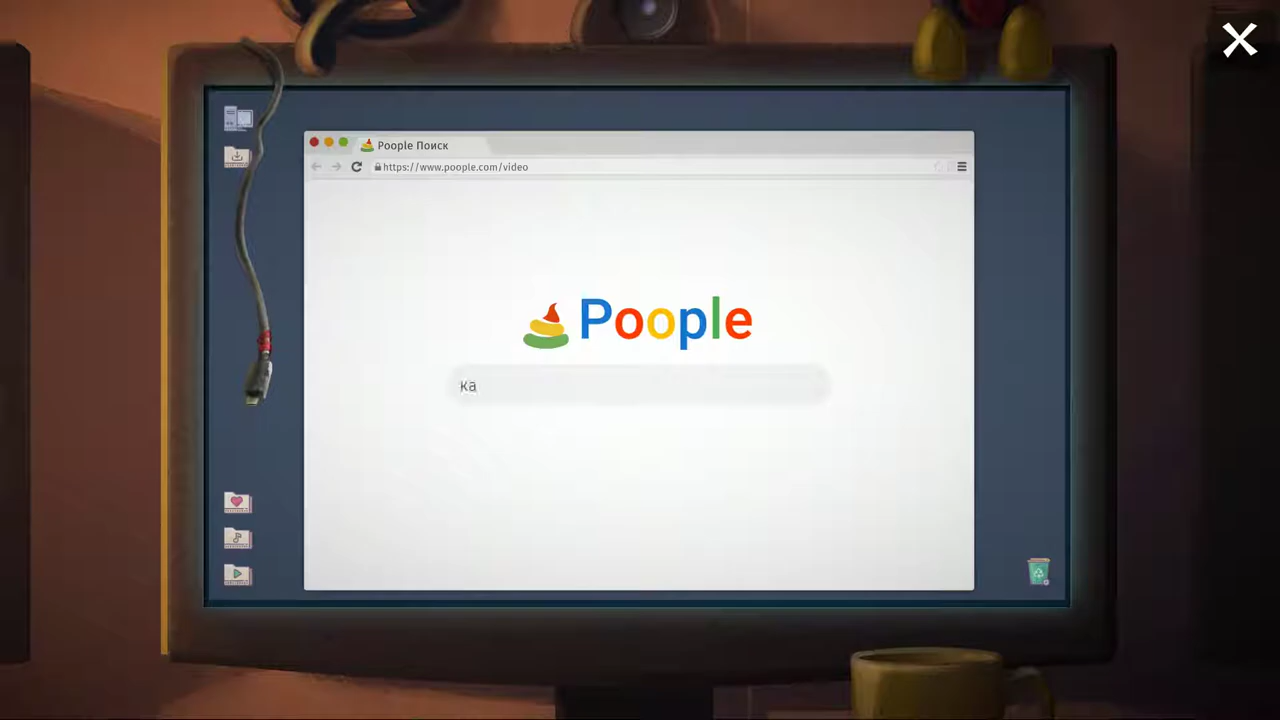 Poople Поиск
https://www.poople.com/video
Poople
ка